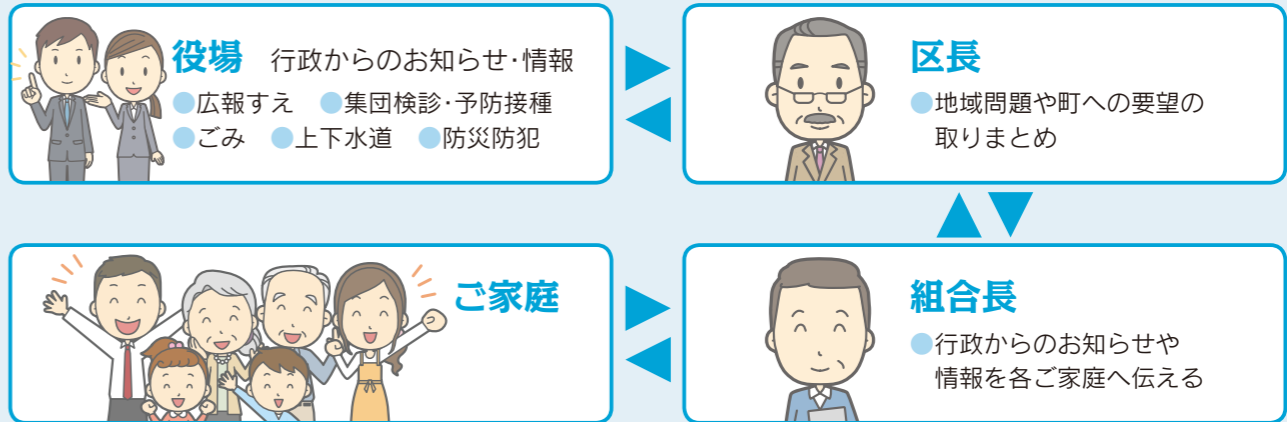 役場 行政からのお知らせ・情報
●広報すえ ●集団検診・予防接種
●ごみ ●上下水道 ●防災防犯
区長
●地域問題や町への要望の
取りまとめ
ご家庭
組合長
●行政からのお知らせや
情報を各ご家庭へ伝える